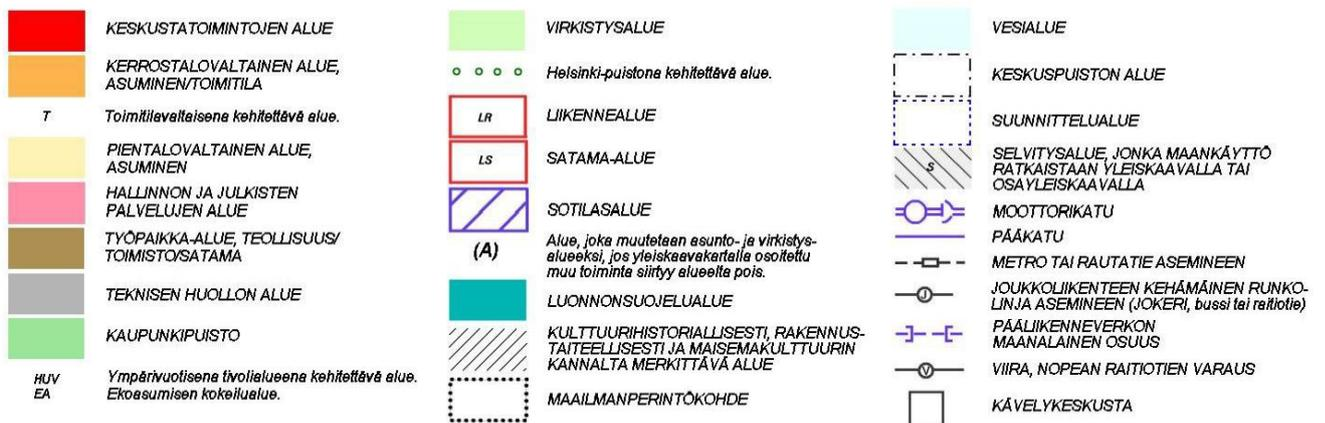 KESKUSTATOIMINTOJEN ALUE
KERROSTALOVALTAINEN ALUE,
ASUMINEN/TOIMITILA
T
Toimitilavaltaisena kehitettävä alue.
PIENTALOVALTAINEN ALUE,
ASUMINEN
HALLINNON JA JULKISTEN
PALVELUJEN ALUE
TYÖPAIKKA-ALUE, TEOLLISUUS/
TOIMISTO/SATAMA
TEKNISEN HUOLLON ALUE
KAUPUNKIPUISTO
HUV
Ympärivuotisena tivolialueena kehitettävä alue.
EA
Ekoasumisen kokeilualue.
VIRKISTYSALUE
Helsinki-puistona kehitettävä alue.
LR
LIIKENNEALUE
LS
SATAMA-ALUE
SOTILASALUE
(A)
Alue, joka muutetaan asunto- ja virkistys-
alueeksi, jos yleiskaavakartalla osoitettu
muu toiminta siirtyy alueelta pois.
LUONNONSUOJELUALUE
KULTTUURIHISTORIALLISESTI, RAKENNUS-
TAITEELLISESTI JA MAISEMAKULTTUURIN
KANNALTA MERKITTÄVÄ ALUE
MAAILMANPERINTÖKOHDE
VESIALUE
KESKUSPUISTON ALUE
SUUNNITTELUALUE
S
SELVITYSALUE, JONKA MAANKÄYTTÖ
RATKAISTAAN YLEISKAAVALLA TAI
OSAYLEISKAAVALLA
MOOTTORIKATU
PÄÄKATU
METRO TAI RAUTATIE ASEMINEEN
J
JOUKKOLIIKENTEEN KEHÄMÄINEN RUNKO-
LINJA ASEMINEEN (JOKERI, bussi tai raitiotie)
PÄÄLIIKENNEVERKON
MAANALAINEN OSUUS
V
VIIRA, NOPEAN RAITIOTIEN VARAUS
KÄVELYKESKUSTA